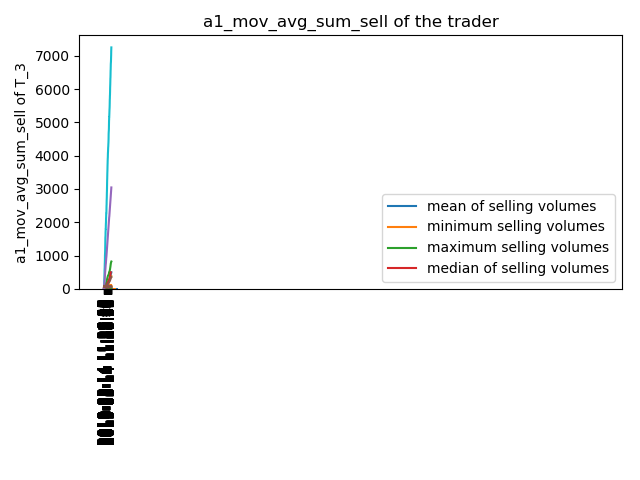 a1_mov_avg_sum_sell of the trader
a1_mov_avg_sum_sell of T_3
7000
6000
5000
4000
3000
2000
1000
0
mean of selling volumes
minimum selling volumes
maximum selling volumes
median of selling volumes